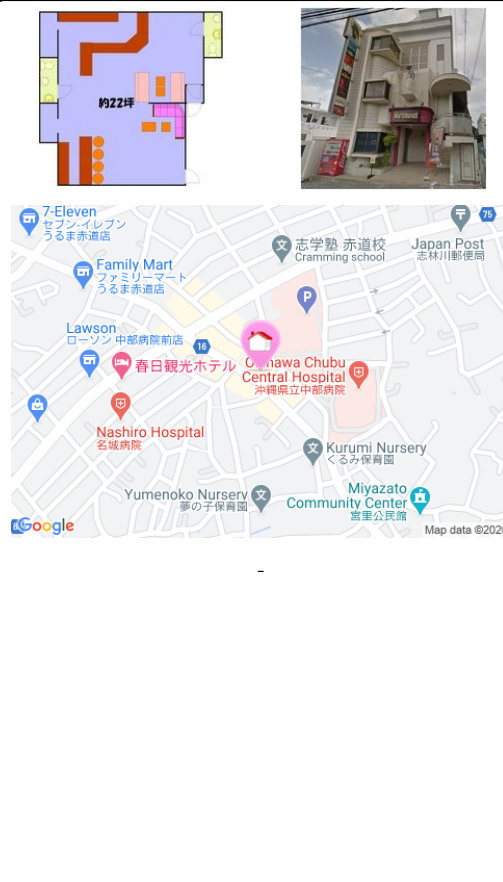 約22坪
7-Eleven
セブン-イレブン
うるま赤道店
志学塾 赤道校
Cramming school
Japan Post
志林川郵便局
75
Family Mart
ファミリーマート
うるま赤道店
P
Lawson
ローソン 中部病院前店
16
春日観光ホテル
Okinawa Chubu
Central Hospital
沖縄県立中部病院
Nashiro Hospital
名城病院
Kurumi Nursery
くるみ保育園
Yumenoko Nursery
夢の子保育園
Miyazato
Community Center
宮里公民館
Google
Map data ©202